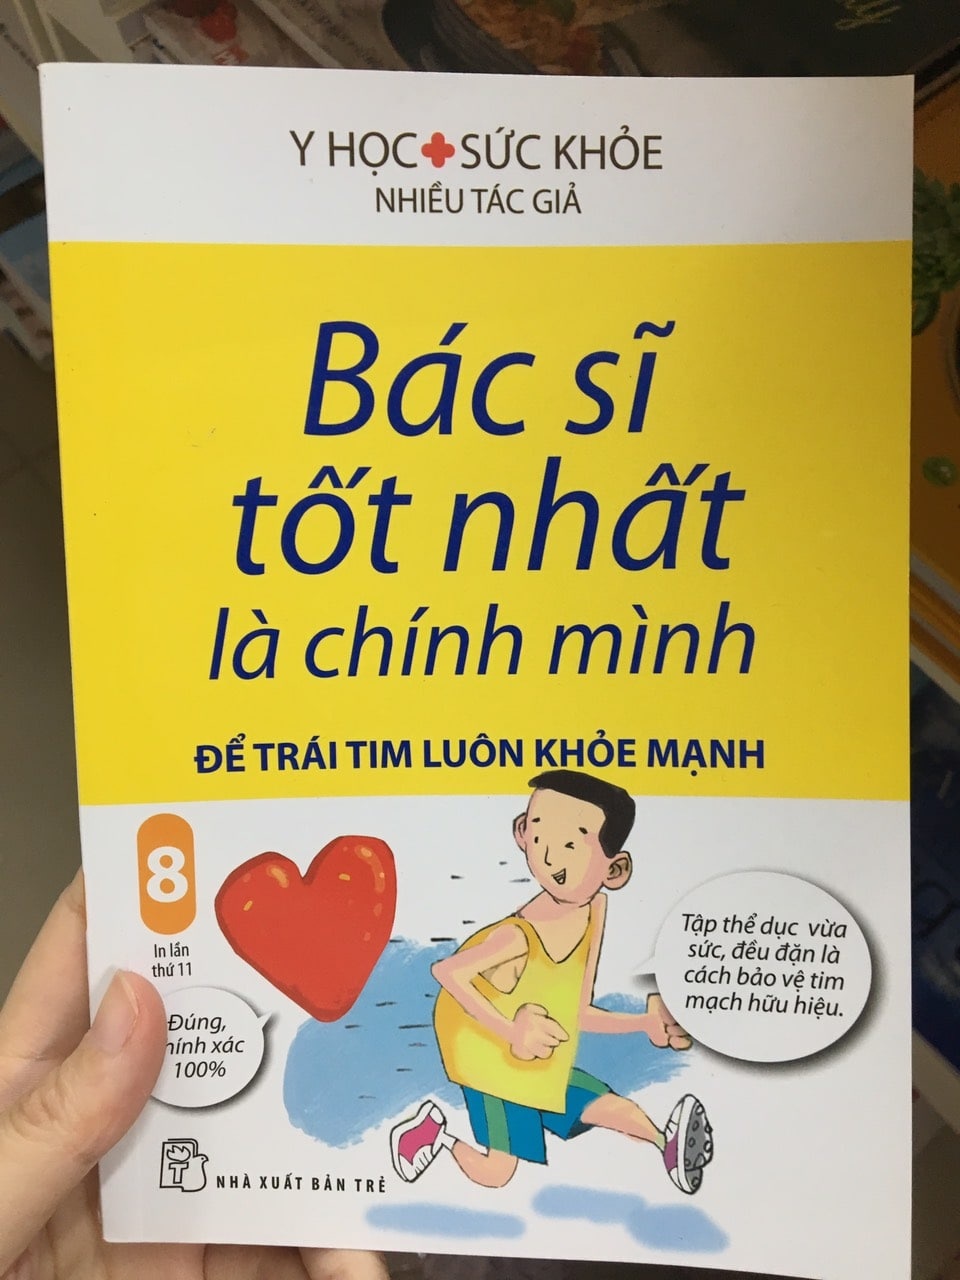 Y HỌC SỨC KHỎE
NHIỀU TÁC GIẢ
Bác sĩ
tốt nhất
là chính mình
ĐỂ TRÁI TIM LUÔN KHỎE MẠNH
8
In lần
thứ 11
Tập thể dục vừa
sức, đều đặn là
cách bảo vệ tim
mạch hữu hiệu.
Đúng,
xác
100%
T
NHÀ XUẤT BẢN TRẺ